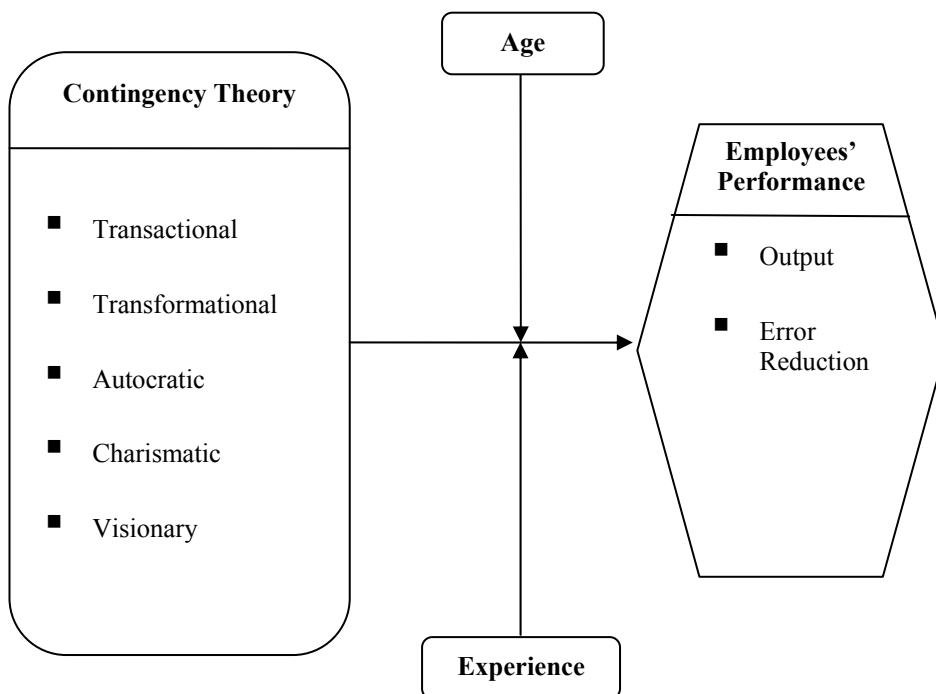 Age
Contingency Theory
Transactional
Transformational
Autocratic
Charismatic
Visionary
Employees’
Performance
Output
Error
Reduction
Experience